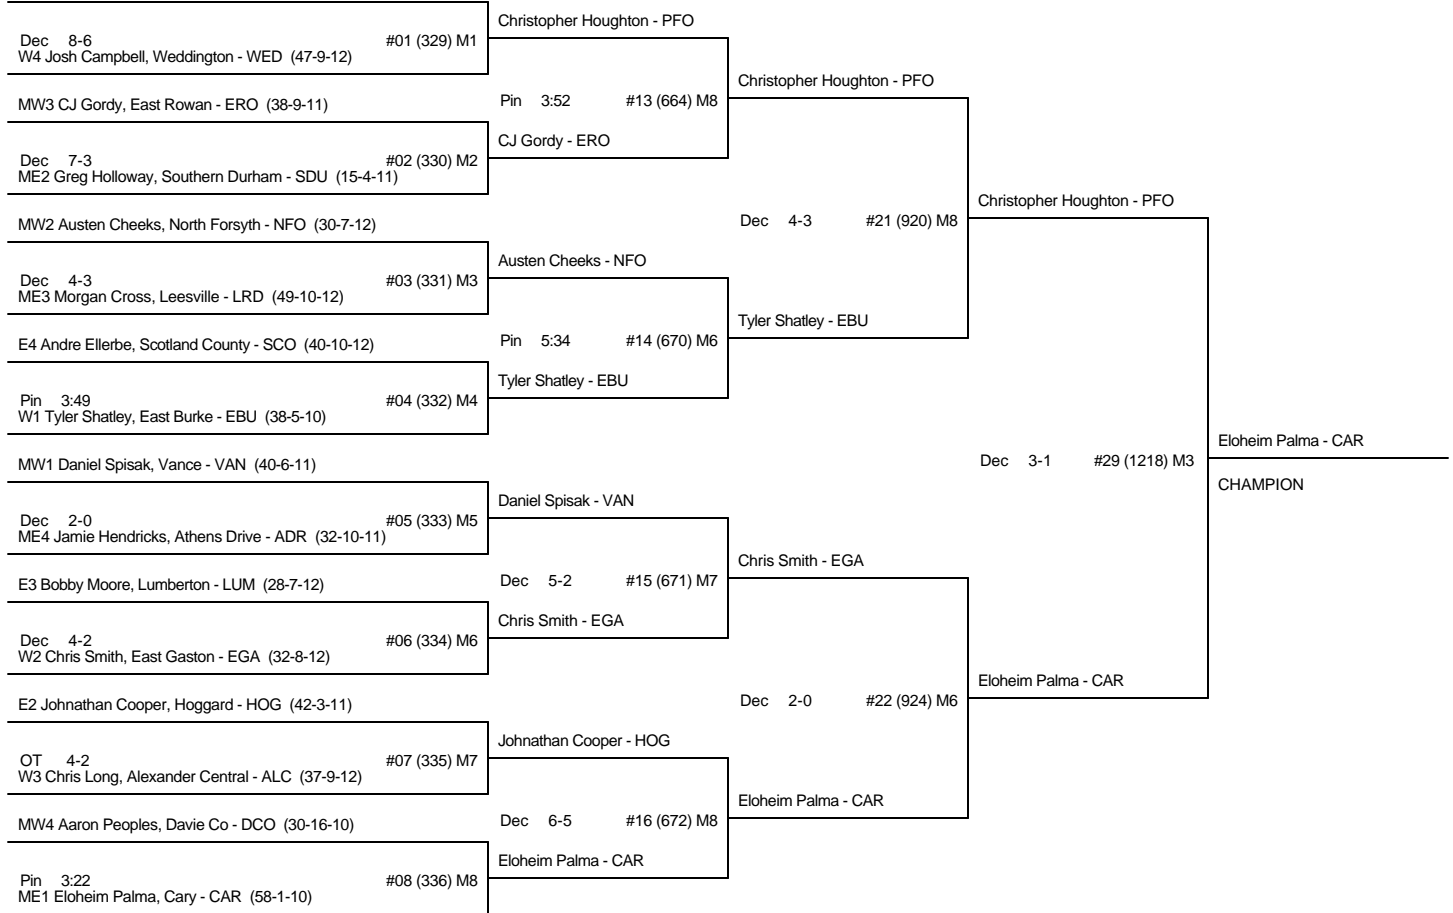 Christopher Houghton - PFO
Dec 8-6 #01 (329) M1
W4 Josh Campbell, Weddington - WED (47-9-12)
Christopher Houghton - PFO
MW3 CJ Gordy, East Rowan - ERO (38-9-11)
Pin 3:52 #13 (664) M8
CJ Gordy - ERO
Dec 7-3 #02 (330) M2
ME2 Greg Holloway, Southern Durham - SDU (15-4-11)
Christopher Houghton - PFO
MW2 Austen Cheeks, North Forsyth - NFO (30-7-12)
Dec 4-3 #21 (920) M8
Austen Cheeks - NFO
Dec 4-3 #03 (331) M3
ME3 Morgan Cross, Leesville - LRD (49-10-12)
Tyler Shatley - EBU
E4 Andre Ellerbe, Scotland County - SCO (40-10-12)
Pin 5:34 #14 (670) M6
Tyler Shatley - EBU
Pin 3:49 #04 (332) M4
W1 Tyler Shatley, East Burke - EBU (38-5-10)
Eloheim Palma - CAR
MW1 Daniel Spisak, Vance - VAN (40-6-11)
Dec 3-1 #29 (1218) M3
CHAMPION
Daniel Spisak - VAN
Dec 2-0 #05 (333) M5
ME4 Jamie Hendricks, Athens Drive - ADR (32-10-11)
Chris Smith - EGA
E3 Bobby Moore, Lumberton - LUM (28-7-12)
Dec 5-2 #15 (671) M7
Chris Smith - EGA
Dec 4-2 #06 (334) M6
W2 Chris Smith, East Gaston - EGA (32-8-12)
Eloheim Palma - CAR
E2 Johnathan Cooper, Hoggard - HOG (42-3-11)
Dec 2-0 #22 (924) M6
Johnathan Cooper - HOG
OT 4-2 #07 (335) M7
W3 Chris Long, Alexander Central - ALC (37-9-12)
Eloheim Palma - CAR
MW4 Aaron Peoples, Davie Co - DCO (30-16-10)
Dec 6-5 #16 (672) M8
Eloheim Palma - CAR
Pin 3:22 #08 (336) M8
ME1 Eloheim Palma, Cary - CAR (58-1-10)